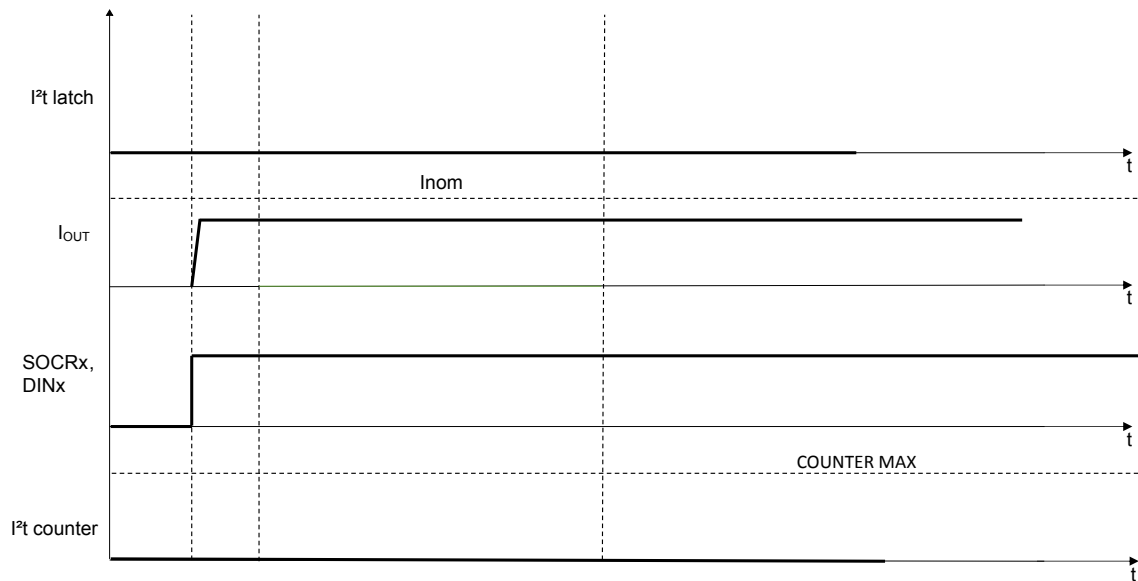 I²t latch
t
Inom
IOUT
t
SOCRx,
DINx
t
COUNTER MAX
I²t counter
t